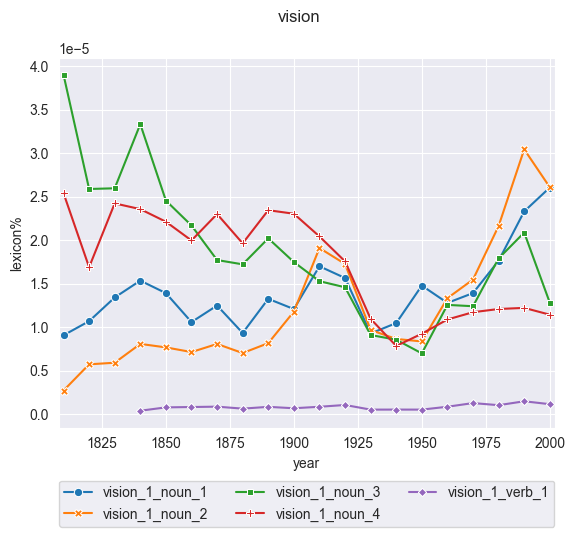 vision
1e−5
4.0
3.5
3.0
2.5
2.0
1.5
1.0
0.5
0.0
lexicon%
1825 1850 1875 1900 1925 1950 1975 2000
year
vision_1_noun_1 vision_1_noun_3 vision_1_verb_1
vision_1_noun_2 vision_1_noun_4